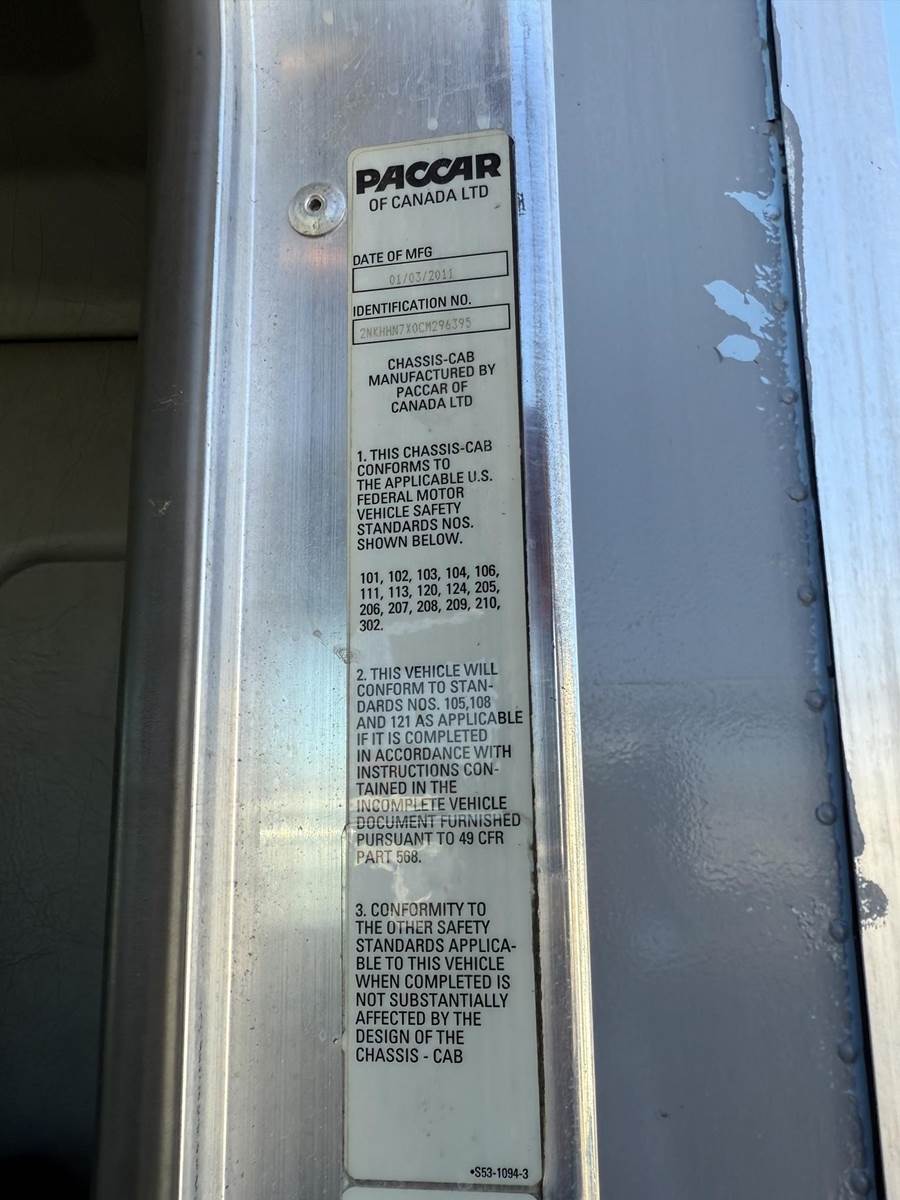 PACCAR
OF CANADA LTD
DATE OF MFG
01/03/2011
IDENTIFICATION NO.
2NKHHN7X0CM296395
CHASSIS-CAB
MANUFACTURED BY
PACCAR OF
CANADA LTD
1. THIS CHASSIS-CAB
CONFORMS TO
THE APPLICABLE U.S.
FEDERAL MOTOR
VEHICLE SAFETY
STANDARDS NOS.
SHOWN BELOW.
101, 102, 103, 104, 106,
111, 113, 120, 124, 205,
206, 207, 208, 209, 210,
302.
2. THIS VEHICLE WILL
CONFORM TO STAN-
DARDS NOS. 105,108
AND 121 AS APPLICABLE
IF IT IS COMPLETED
IN ACCORDANCE WITH
INSTRUCTIONS CON-
TAINED IN THE
INCOMPLETE VEHICLE
DOCUMENT FURNISHED
PURSUANT TO 49 CFR
PART 568.
3. CONFORMITY TO
THE OTHER SAFETY
STANDARDS APPLICA-
BLE TO THIS VEHICLE
WHEN COMPLETED IS
NOT SUBSTANTIALLY
AFFECTED BY THE
DESIGN OF THE
CHASSIS - CAB
•S53-1094-3